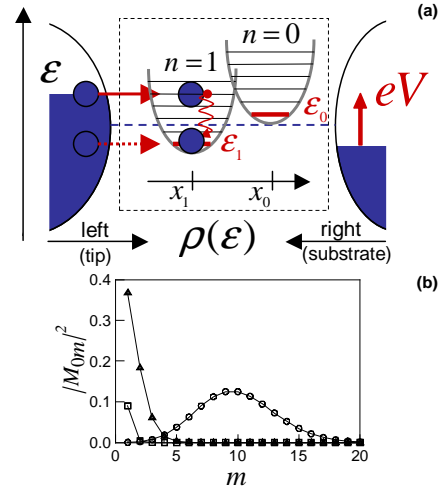 (a)
ε
n=1
n=0
ε₀
ε₁
eV
x₁
x₀
left
(tip)
ρ(ε)
right
(substrate)
(b)
|M₀ₘ|²
0.4
0.3
0.2
0.1
0.0
0 5 10 15 20
m